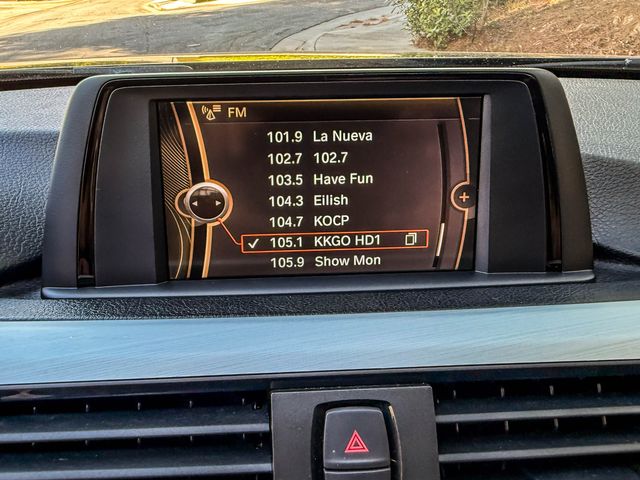 FM
101.9 La Nueva
102.7 102.7
103.5 Have Fun
104.3 Eilish
104.7 KOCP
105.1 KKGO HD1
105.9 Show Mon